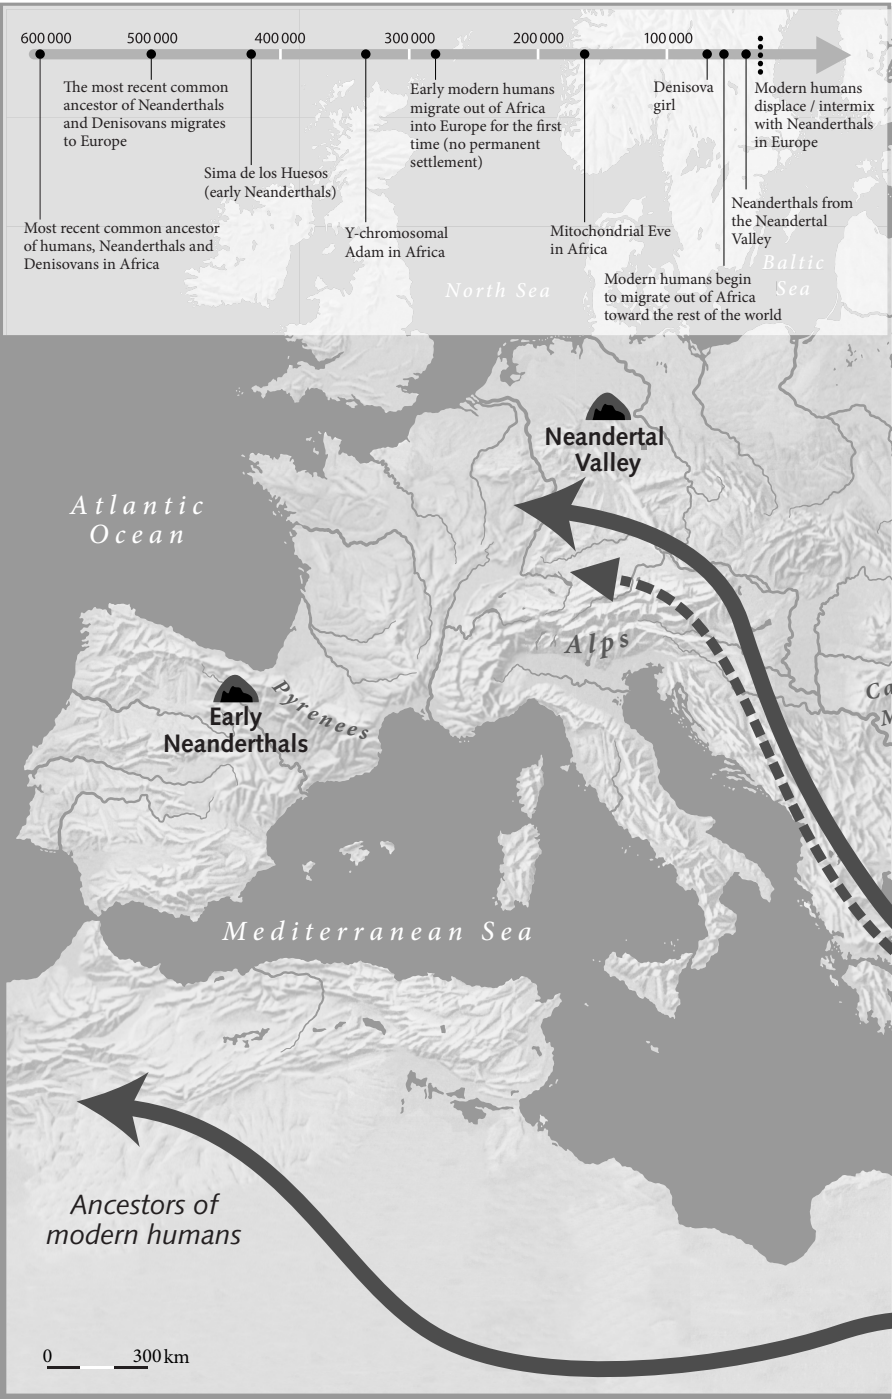 600 000 500 000 400 000 300 000 200 000 100 000
The most recent common
ancestor of Neanderthals
and Denisovans migrates
to Europe
Early modern humans
migrate out of Africa
into Europe for the first
time (no permanent
settlement)
Denisova
girl
Modern humans
displace / intermix
with Neanderthals
in Europe
Sima de los Huesos
(early Neanderthals)
Neanderthals from
the Neandertal
Valley
Most recent common ancestor
of humans, Neanderthals and
Denisovans in Africa
Y-chromosomal
Adam in Africa
Mitochondrial Eve
in Africa
Modern humans begin
to migrate out of Africa
toward the rest of the world
North Sea
Baltic
Sea
Neandertal
Valley
Atlantic
Ocean
Alps
Pyrenees
Ca
M
Early
Neanderthals
Mediterranean Sea
Ancestors of
modern humans
0 300 km